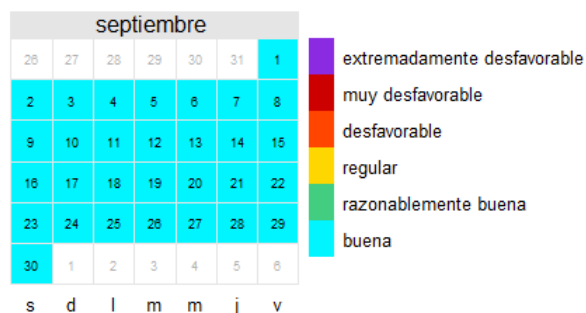 septiembre
26 27 28 29 30 31 1
2 3 4 5 6 7 8
9 10 11 12 13 14 15
16 17 18 19 20 21 22
23 24 25 26 27 28 29
30 1 2 3 4 5 6
s d l m m j v
extremadamente desfavorable
muy desfavorable
desfavorable
regular
razonablemente buena
buena